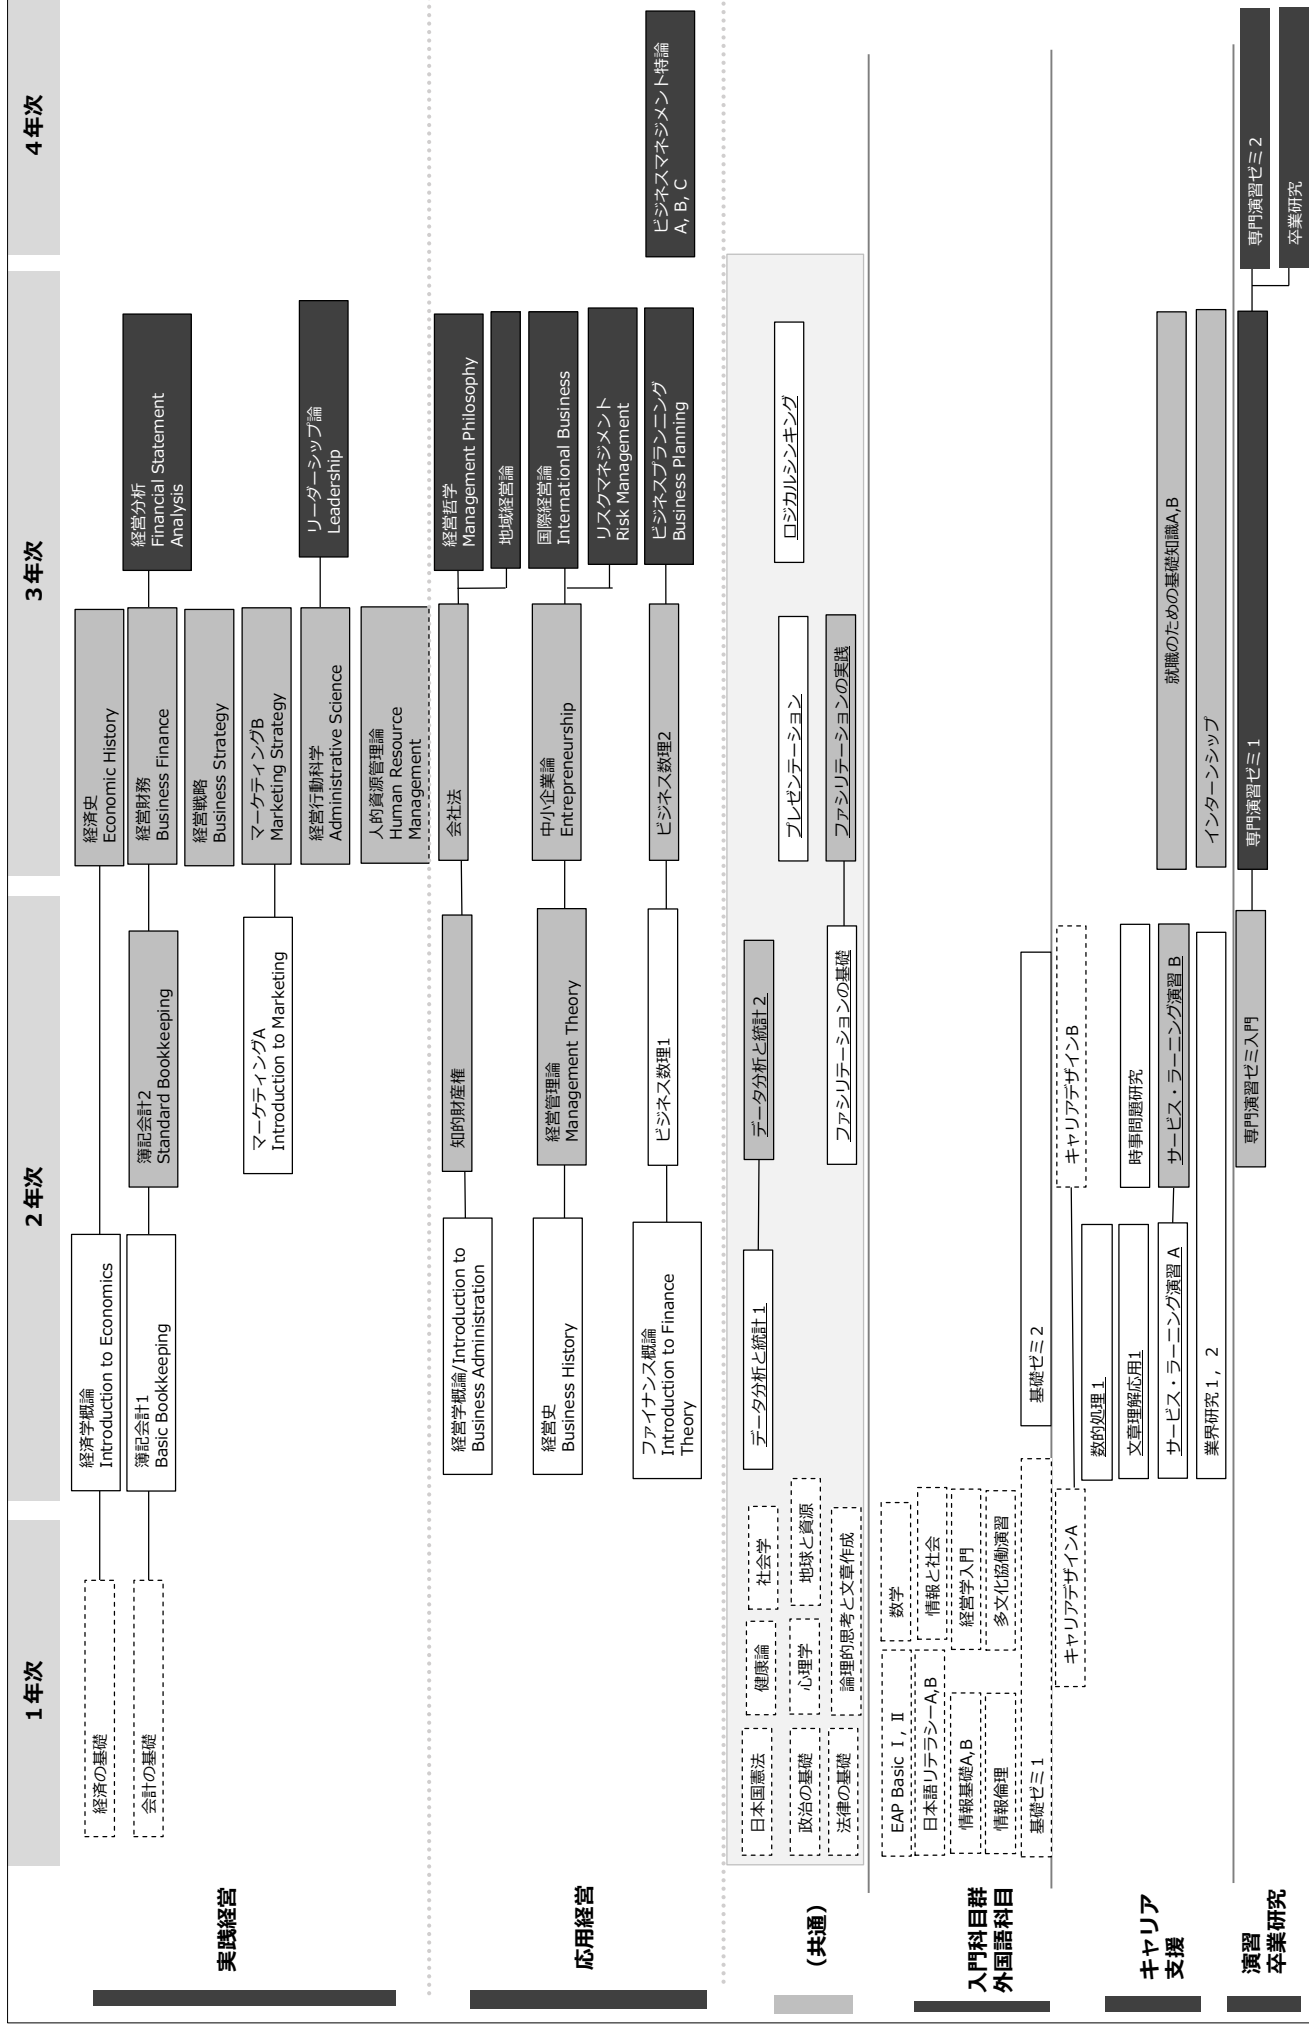 1年次
2年次
3年次
4年次
実践経営
経済の基礎
経済学概論
Introduction to Economics
経済史
Economic History
会計の基礎
簿記会計1
Basic Bookkeeping
簿記会計2
Standard Bookkeeping
経営財務
Business Finance
経営分析
Financial Statement
Analysis
経営戦略
Business Strategy
マーケティングA
Introduction to Marketing
マーケティングB
Marketing Strategy
経営行動科学
Administrative Science
リーダーシップ論
Leadership
人的資源管理論
Human Resource
Management
応用経営
経営学概論/Introduction to
Business Administration
知的財産権
会社法
経営哲学
Management Philosophy
地域経営論
経営史
Business History
経営管理論
Management Theory
中小企業論
Entrepreneurship
国際経営論
International Business
リスクマネジメント
Risk Management
ファイナンス概論
Introduction to Finance
Theory
ビジネス数理1
ビジネス数理2
ビジネスプランニング
Business Planning
ビジネスマネジメント特論
A, B, C
(共通)
日本国憲法
健康論
社会学
データ分析と統計1
データ分析と統計2
政治の基礎
心理学
地球と資源
プレゼンテーション
ロジカルシンキング
法律の基礎
論理的思考と文章作成
ファシリテーションの基礎
ファシリテーションの実践
入門科目群
外国語科目
EAP Basic Ⅰ, Ⅱ
数学
日本語リテラシーA,B
情報と社会
情報基礎A,B
経営学入門
情報倫理
多文化協働演習
基礎ゼミ1
基礎ゼミ2
キャリア
支援
キャリアデザインA
キャリアデザインB
数的処理1
文章理解応用1
時事問題研究
サービス・ラーニング演習 A
サービス・ラーニング演習 B
就職のための基礎知識A,B
業界研究1, 2
インターンシップ
演習
卒業研究
専門演習ゼミ入門
専門演習ゼミ1
専門演習ゼミ2
卒業研究